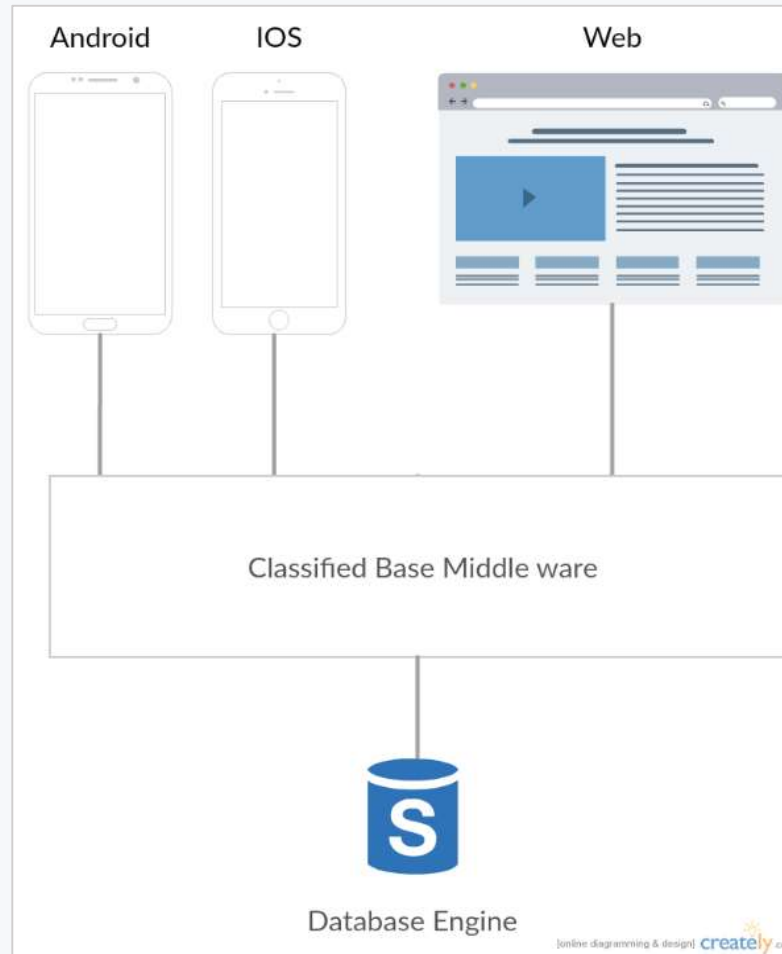 Android IOS Web
Classified Base Middle ware
S
Database Engine
[online diagramming & design] creately.c